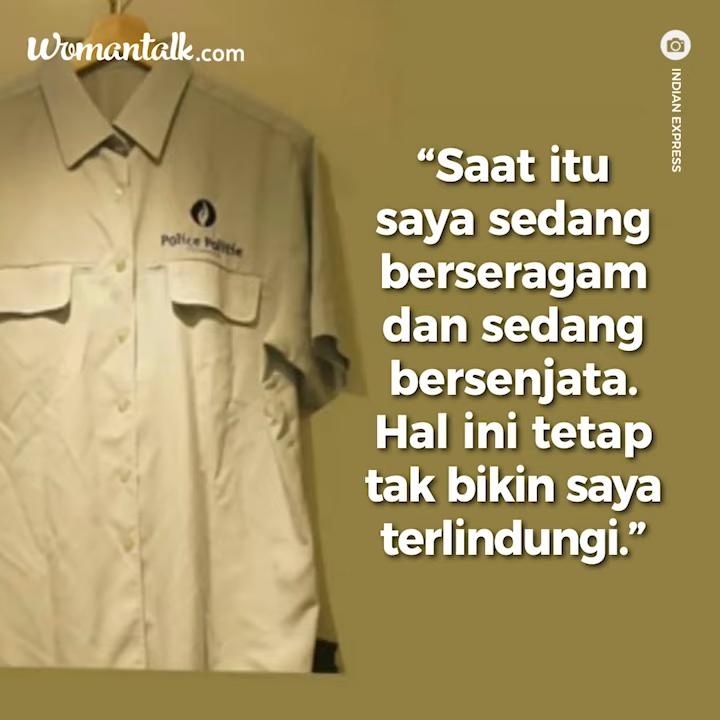 Womantalk.com
INDIAN EXPRESS
“Saat itu
saya sedang
berseragam
dan sedang
bersenjata.
Hal ini tetap
tak bikin saya
terlindungi.”
Police Politie